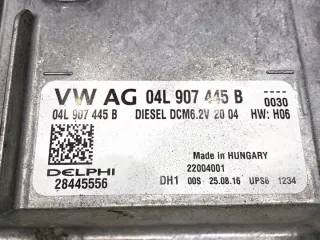 VW AG 04L 907 445 B 0030
04L 907 445 B DIESEL DCM6.2V 20 04 HW: H06
Made in HUNGARY
22004001
DELPHI
28445556
DH1 00S 25.08.16 UPS6 1234